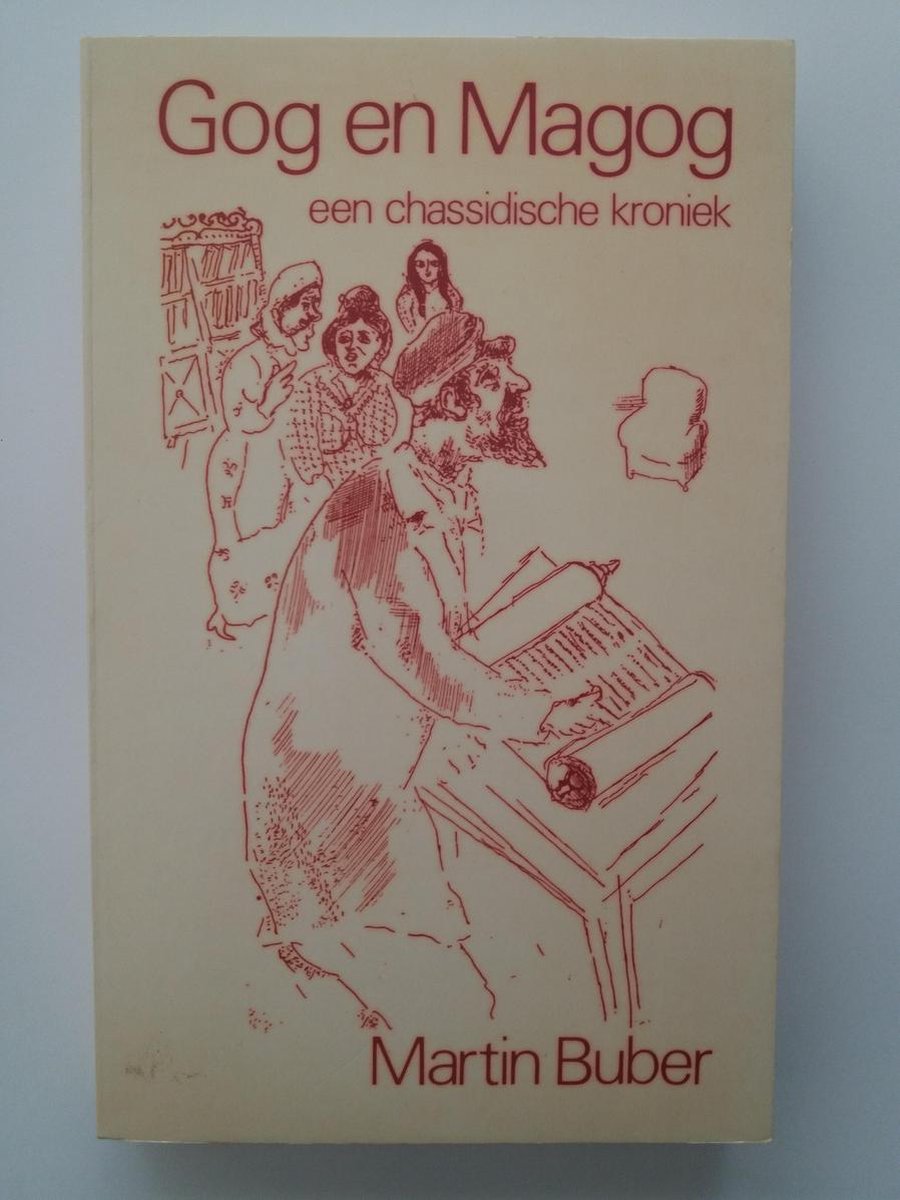 Gog en Magog
een chassidische kroniek
Martin Buber